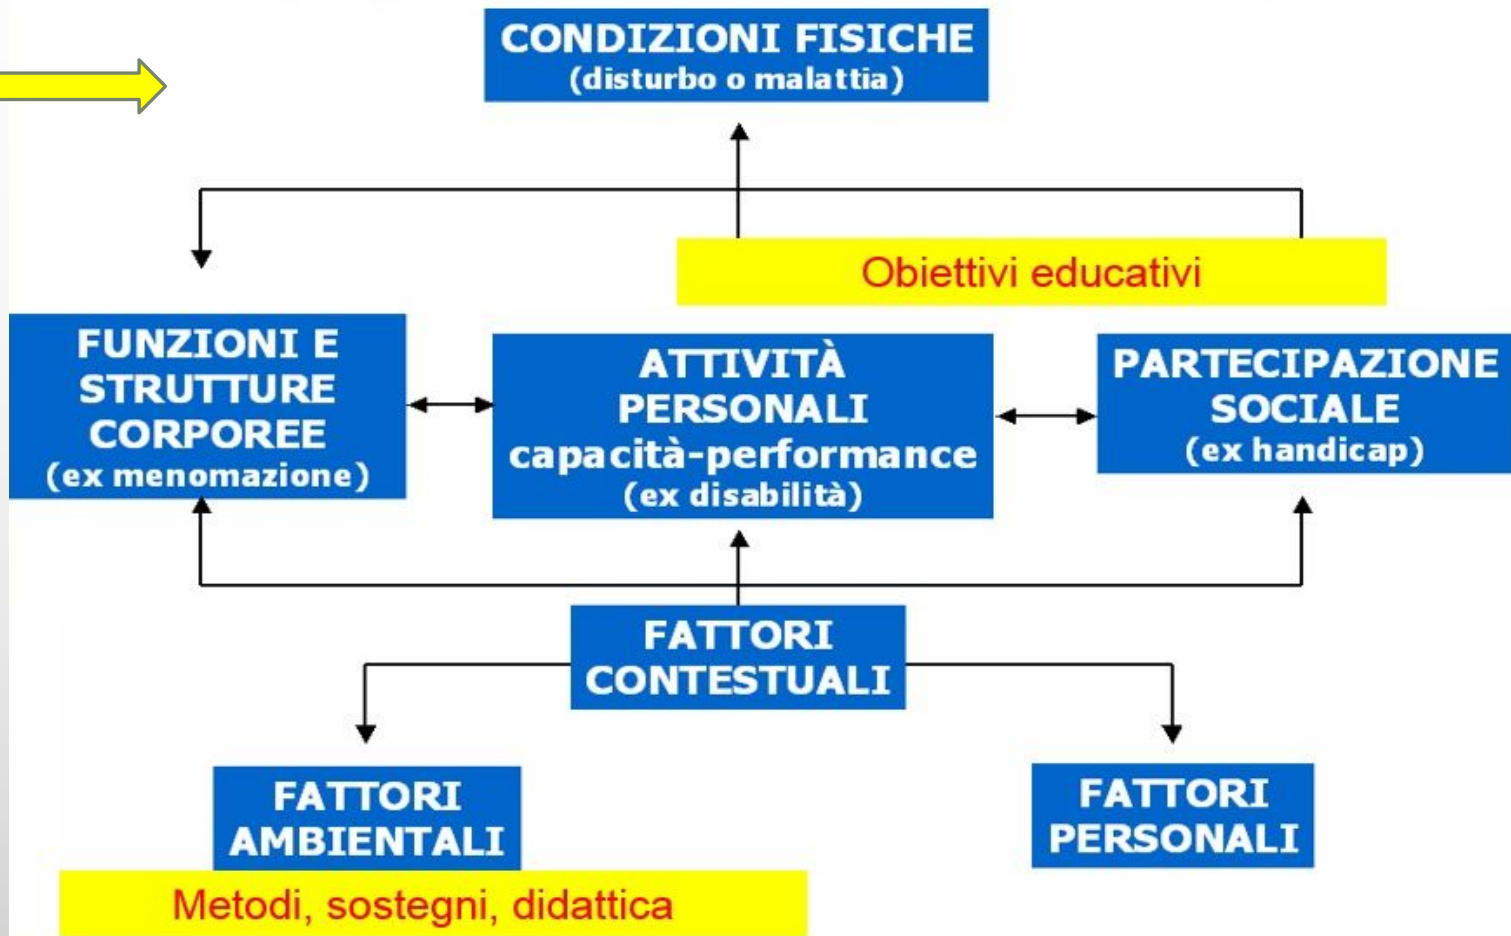 CONDIZIONI FISICHE
(disturbo o malattia)
Obiettivi educativi
FUNZIONI E
STRUTTURE
CORPOREE
(ex menomazione)
ATTIVITÀ
PERSONALI
capacità-performance
(ex disabilità)
PARTECIPAZIONE
SOCIALE
(ex handicap)
FATTORI
CONTESTUALI
FATTORI
AMBIENTALI
FATTORI
PERSONALI
Metodi, sostegni, didattica